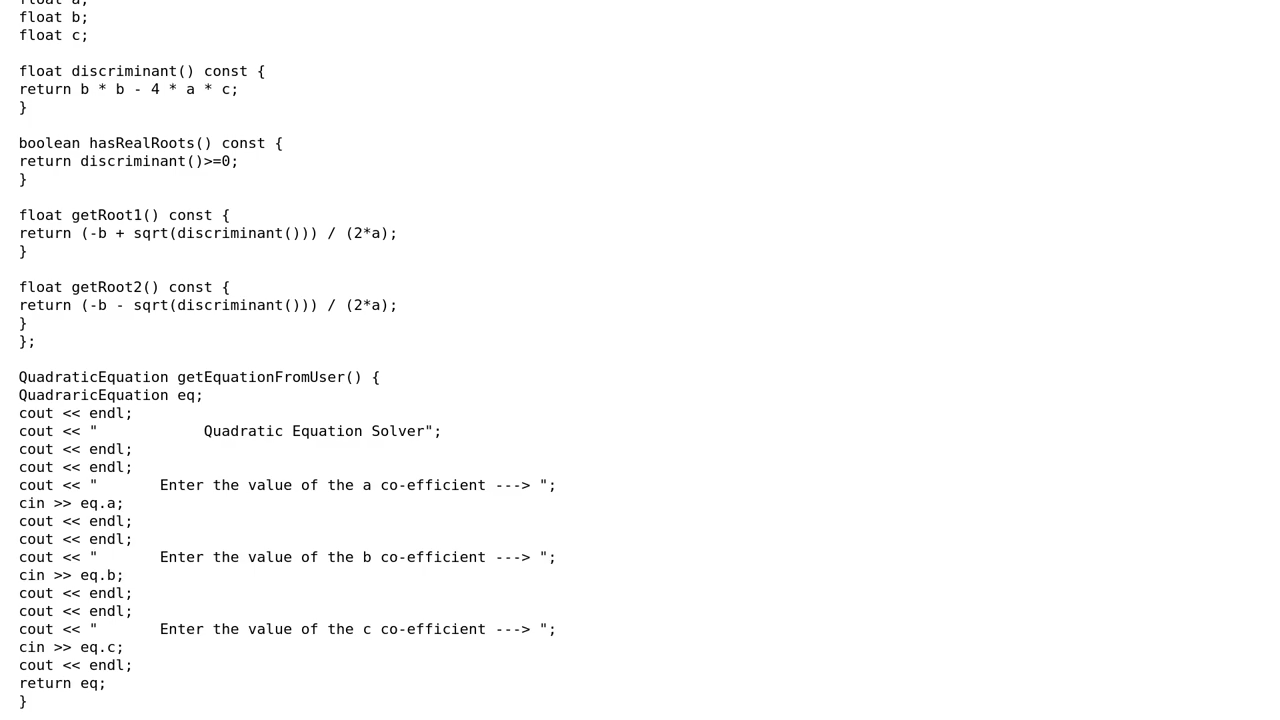 float a;
float b;
float c;

float discriminant() const {
return b * b - 4 * a * c;
}

boolean hasRealRoots() const {
return discriminant()>=0;
}

float getRoot1() const {
return (-b + sqrt(discriminant())) / (2*a);
}

float getRoot2() const {
return (-b - sqrt(discriminant())) / (2*a);
}
};

QuadraticEquation getEquationFromUser() {
QuadraricEquation eq;
cout << endl;
cout << "            Quadratic Equation Solver";
cout << endl;
cout << endl;
cout << "       Enter the value of the a co-efficient ---> ";
cin >> eq.a;
cout << endl;
cout << endl;
cout << "       Enter the value of the b co-efficient ---> ";
cin >> eq.b;
cout << endl;
cout << endl;
cout << "       Enter the value of the c co-efficient ---> ";
cin >> eq.c;
cout << endl;
return eq;
}